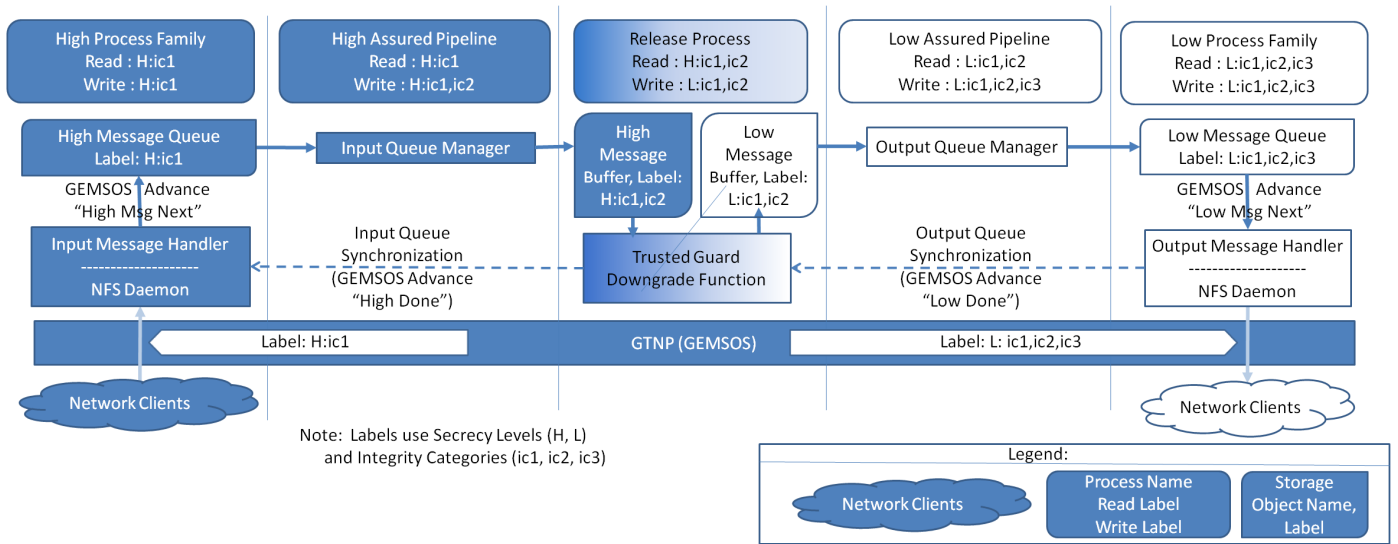 High Process Family
Read : H:ic1
Write : H:ic1
High Assured Pipeline
Read : H:ic1
Write : H:ic1,ic2
Release Process
Read : H:ic1,ic2
Write : L:ic1,ic2
Low Assured Pipeline
Read : L:ic1,ic2
Write : L:ic1,ic2,ic3
Low Process Family
Read : L:ic1,ic2,ic3
Write : L:ic1,ic2,ic3
High Message Queue
Label: H:ic1
Input Queue Manager
High
Message
Buffer, Label:
H:ic1,ic2
Low
Message
Buffer, Label:
L:ic1,ic2
Output Queue Manager
Low Message Queue
Label: L:ic1,ic2,ic3
GEMSOS Advance
“High Msg Next”
GEMSOS Advance
“Low Msg Next”
Input Message Handler
--------------------
NFS Daemon
Input Queue
Synchronization
(GEMSOS Advance
“High Done”)
Trusted Guard
Downgrade Function
Output Queue
Synchronization
(GEMSOS Advance
“Low Done”)
Output Message Handler
--------------------
NFS Daemon
Label: H:ic1
GTNP (GEMSOS)
Label: L: ic1,ic2,ic3
Network Clients
Network Clients
Note: Labels use Secrecy Levels (H, L)
and Integrity Categories (ic1, ic2, ic3)
Legend:
Network Clients
Process Name
Read Label
Write Label
Storage
Object Name,
Label